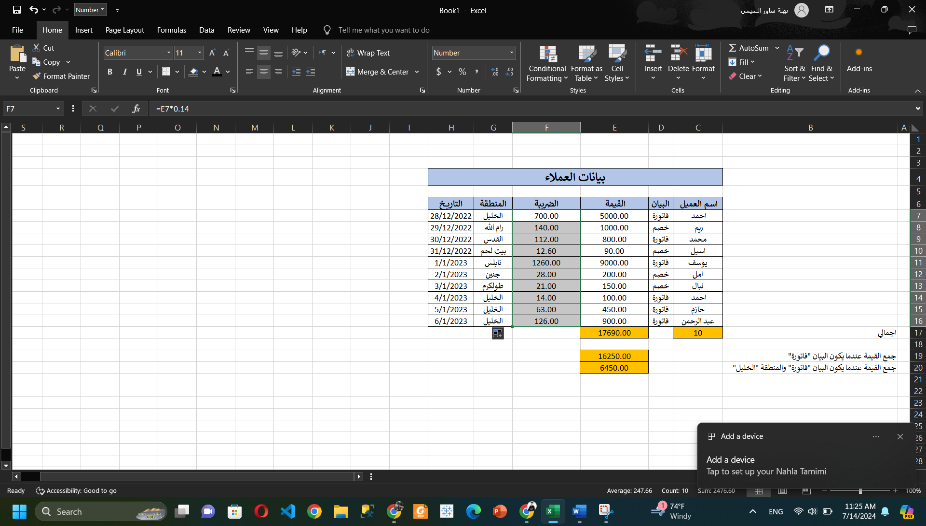 Number
Book1 - Excel
نهلة ساور التميمي
File Home Insert Page Layout Formulas Data Review View Help Tell me what you want to do
Paste
Cut
Copy
Format Painter
Clipboard
Calibri 11
B I U
Font
Wrap Text
Merge & Center
Alignment
Number
$ % ,
Number
Conditional Formatting
Format as Table
Cell Styles
Styles
Insert Delete Format
Cells
AutoSum
Fill
Clear
Sort & Filter
Find & Select
Editing
Add-ins
Add-ins
F7 fx =E7*0.14
S R Q P O N M L K J I H G F E D C B A
بيانات العملاء
اسم العميل البيان القيمة الضريبة المنطقة التاريخ
احمد فاتورة 5000.00 700.00 الخليل 28/12/2022
ريم خصم 1000.00 140.00 رام الله 29/12/2022
محمد فاتورة 800.00 112.00 القدس 30/12/2022
اسيل خصم 90.00 12.60 بيت لحم 31/12/2022
يوسف فاتورة 9000.00 1260.00 نابلس 1/1/2023
امل خصم 200.00 28.00 جنين 2/1/2023
نيال خصم 150.00 21.00 طولكرم 3/1/2023
احمد فاتورة 100.00 14.00 الخليل 4/1/2023
حازم فاتورة 450.00 63.00 الخليل 5/1/2023
عبد الرحمن فاتورة 900.00 126.00 الخليل 6/1/2023
اجمالي 10 17690.00
جمع القيمة عندما يكون البيان "فاتورة" 16250.00
جمع القيمة عندما يكون البيان "فاتورة" والمنطقة "الخليل" 6450.00
1
2
3
4
5
6
7
8
9
10
11
12
13
14
15
16
17
18
19
20
21
22
23
24
Add a device
Add a device
Tap to set up your Nahla Tamimi
Ready Accessibility: Good to go Average: 247.66 Count: 10 Sum: 2476.60 100%
Search
74°F
Windy
ENG
11:25 AM
7/14/2024